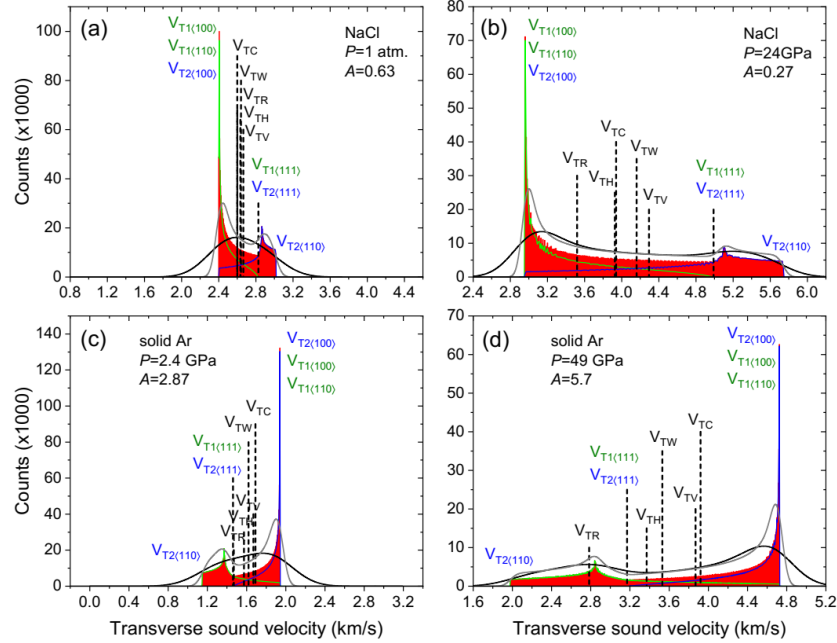 (a)
NaCl
P=1 atm.
A=0.63
V_T1⟨100⟩
V_T1⟨110⟩
V_T2⟨100⟩
V_TC
V_TW
V_TR
V_TH
V_TV
V_T1⟨111⟩
V_T2⟨111⟩
V_T2⟨110⟩
Counts (x1000)
100
80
60
40
20
0
0.8 1.2 1.6 2.0 2.4 2.8 3.2 3.6 4.0 4.4
(b)
NaCl
P=24GPa
A=0.27
V_T1⟨100⟩
V_T1⟨110⟩
V_T2⟨100⟩
V_TC
V_TW
V_TR
V_TH
V_TV
V_T1⟨111⟩
V_T2⟨111⟩
V_T2⟨110⟩
80
70
60
50
40
30
20
10
0
2.4 2.8 3.2 3.6 4.0 4.4 4.8 5.2 5.6 6.0
(c)
solid Ar
P=2.4 GPa
A=2.87
V_T2⟨100⟩
V_T1⟨100⟩
V_T1⟨110⟩
V_TC
V_TW
V_T1⟨111⟩
V_T2⟨111⟩
V_TV
V_TH
V_TR
V_T2⟨110⟩
Counts (x1000)
140
120
100
80
60
40
20
0
0.0 0.4 0.8 1.2 1.6 2.0 2.4 2.8 3.2
Transverse sound velocity (km/s)
(d)
solid Ar
P=49 GPa
A=5.7
V_T2⟨100⟩
V_T1⟨100⟩
V_T1⟨110⟩
V_TC
V_TW
V_T1⟨111⟩
V_T2⟨111⟩
V_TV
V_TH
V_TR
V_T2⟨110⟩
70
60
50
40
30
20
10
0
1.6 2.0 2.4 2.8 3.2 3.6 4.0 4.4 4.8 5.2
Transverse sound velocity (km/s)